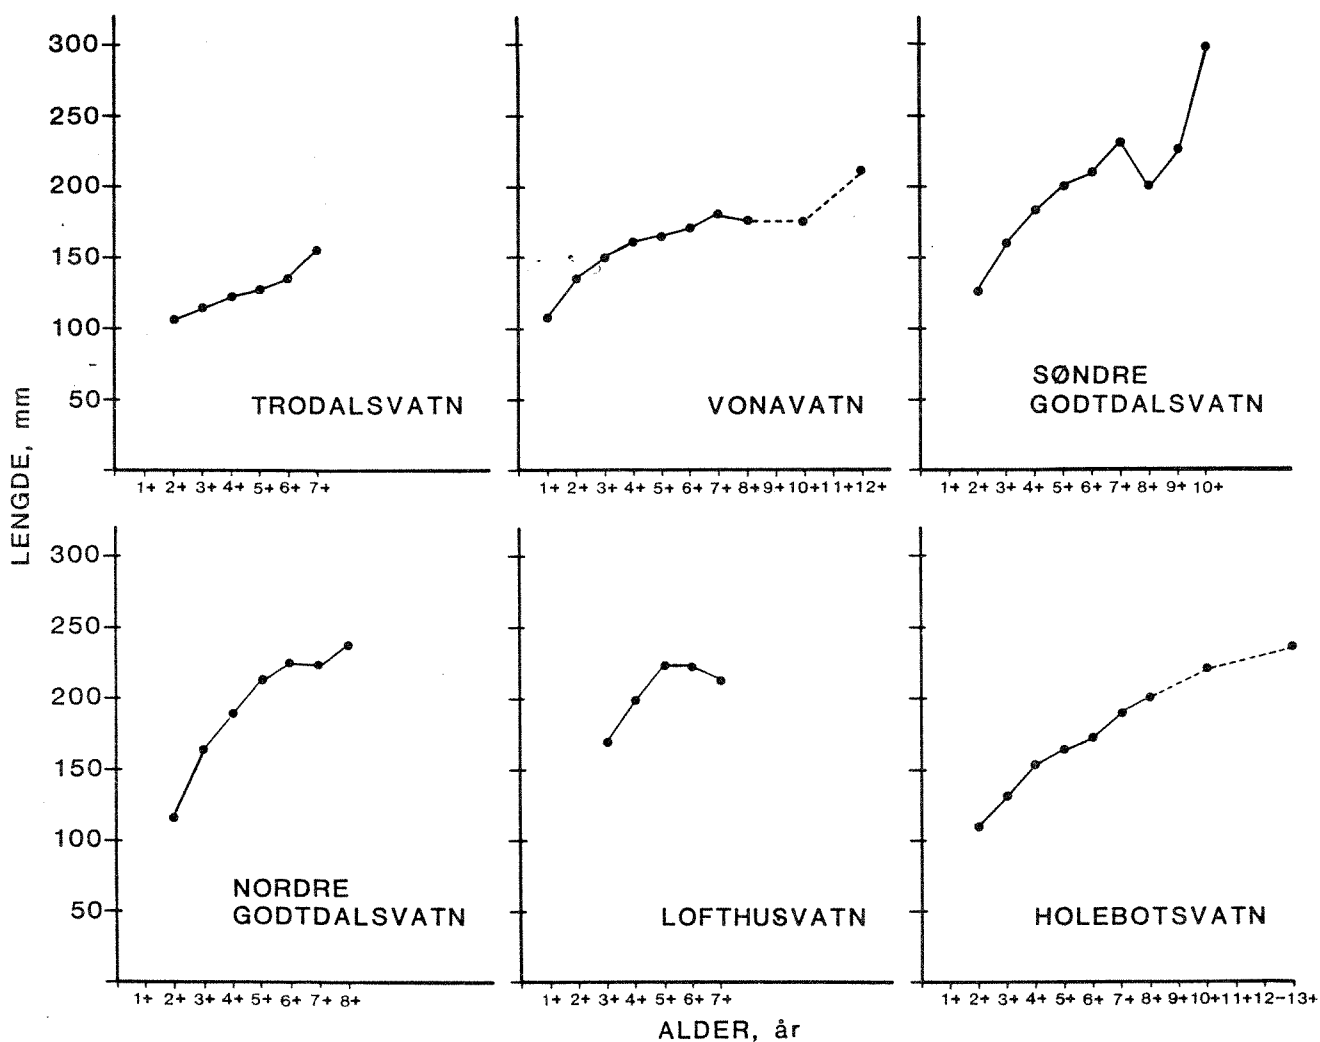 300
250
200
150
100
50
TRODALSVATN
1+ 2+ 3+ 4+ 5+ 6+ 7+
VONAVATN
1+ 2+ 3+ 4+ 5+ 6+ 7+ 8+ 9+ 10+ 11+ 12+
SØNDRE
GODTDALSVATN
1+ 2+ 3+ 4+ 5+ 6+ 7+ 8+ 9+ 10+
LENGDE, mm
300
250
200
150
100
50
NORDRE
GODTDALSVATN
1+ 2+ 3+ 4+ 5+ 6+ 7+ 8+
LOFTHUSVATN
1+ 2+ 3+ 4+ 5+ 6+ 7+
HOLEBOTSVATN
1+ 2+ 3+ 4+ 5+ 6+ 7+ 8+ 9+ 10+ 11+ 12-13+
ALDER, år